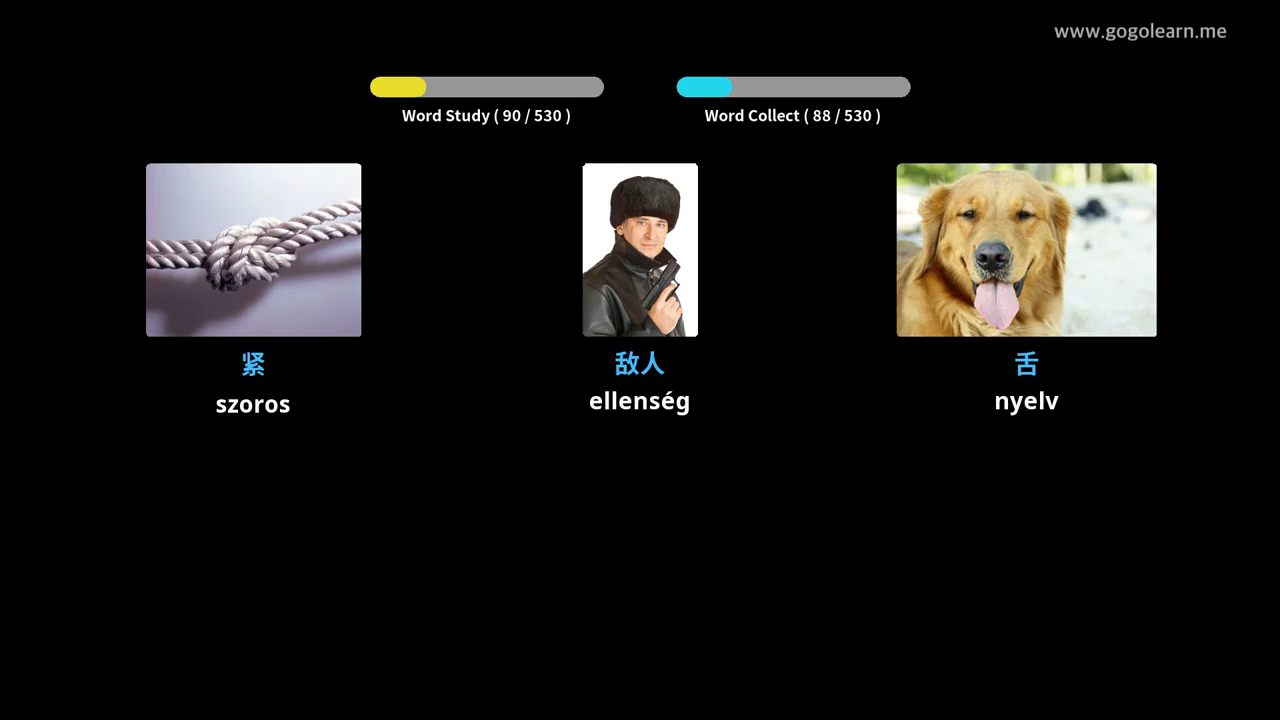 www.gogolearn.me
Word Study ( 90 / 530 )
Word Collect ( 88 / 530 )
紧
szoros
敌人
ellenség
舌
nyelv